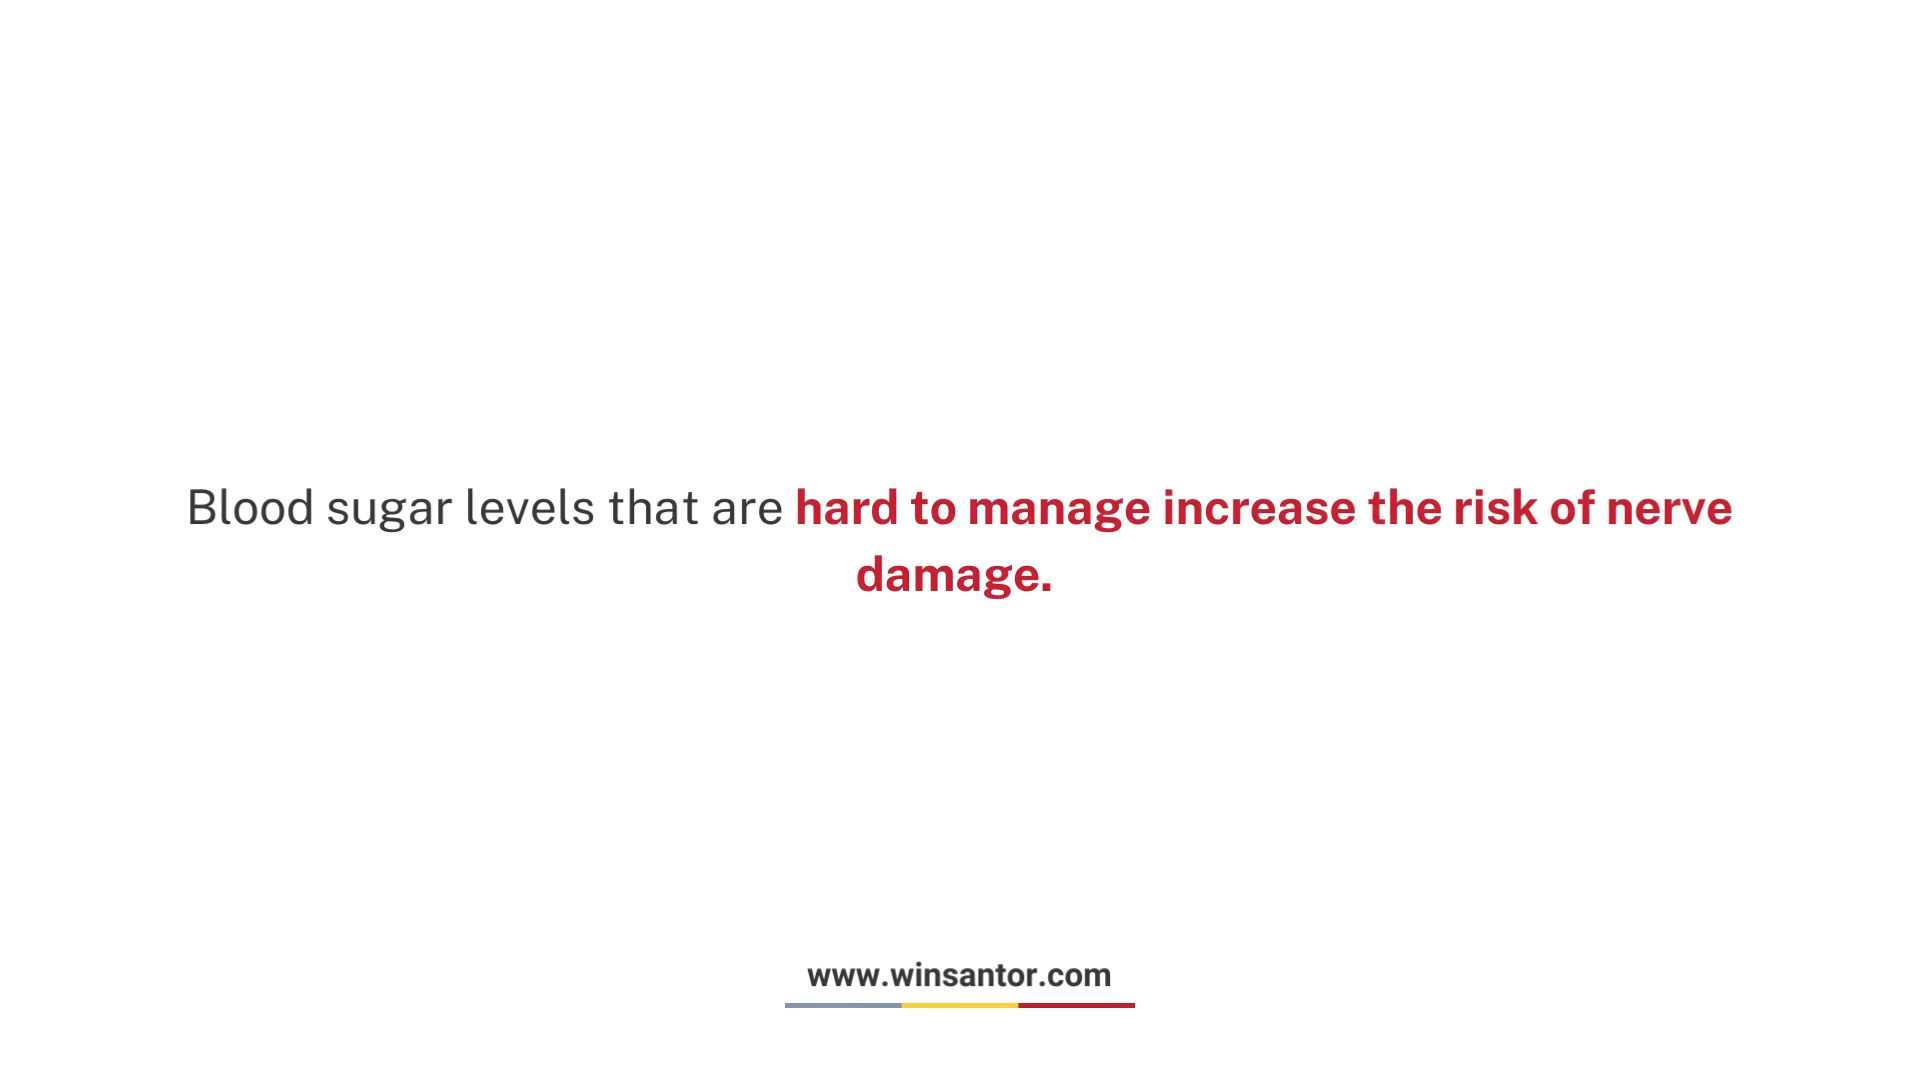 Blood sugar levels that are hard to manage increase the risk of nerve
damage.
www.winsantor.com